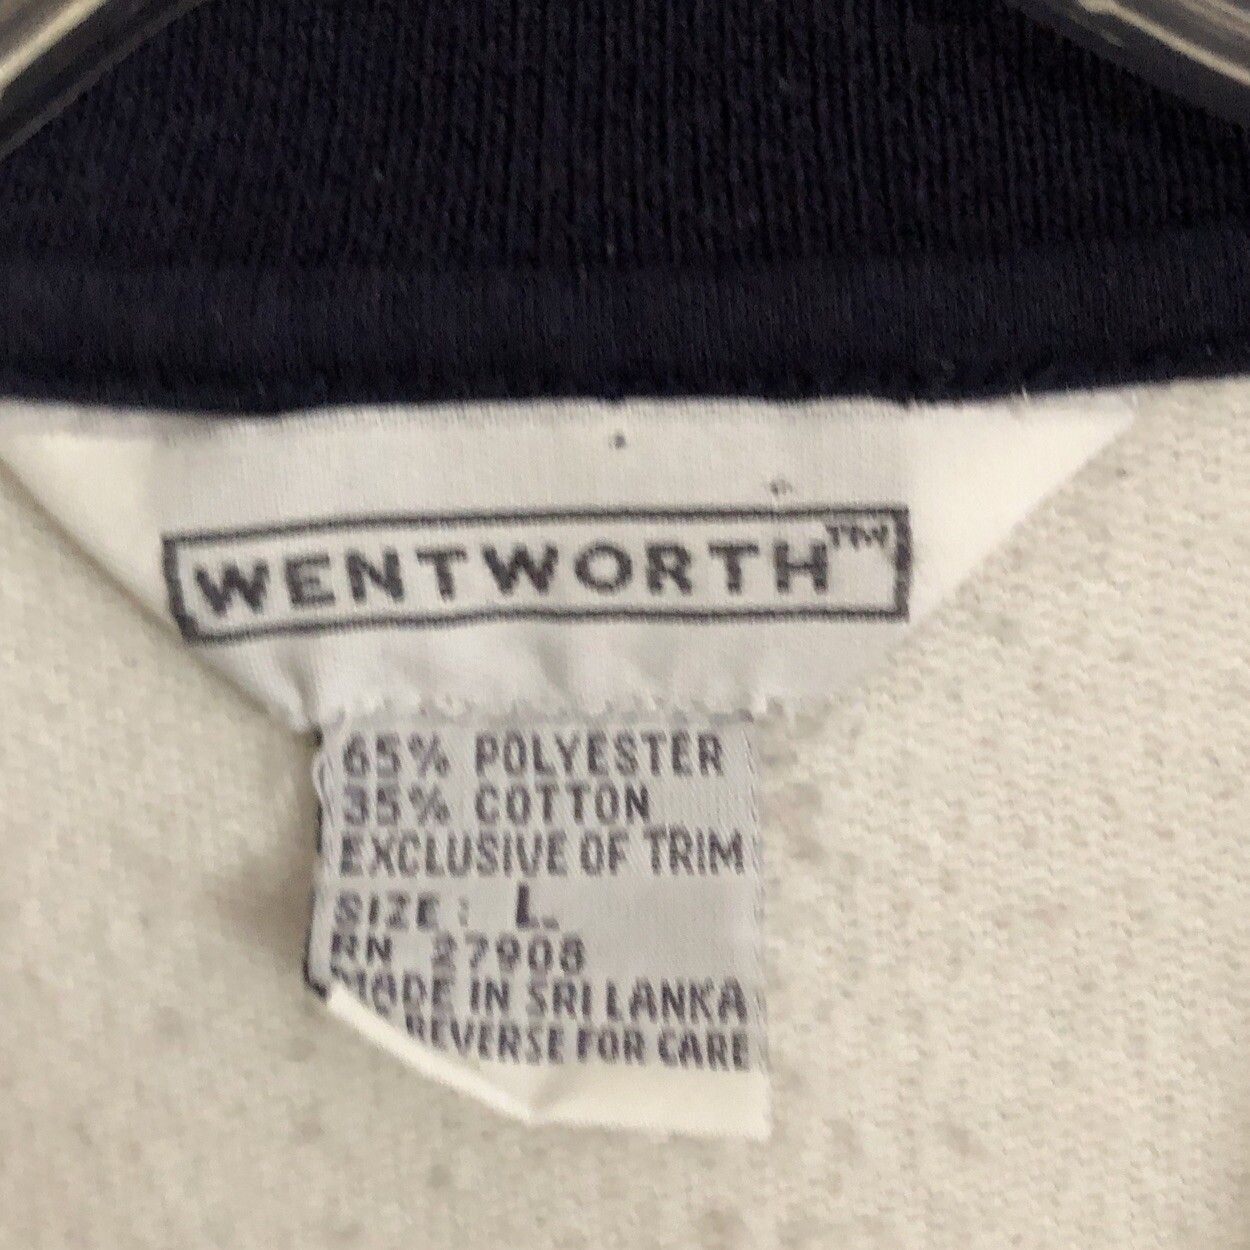 WENTWORTH™
65% POLYESTER
35% COTTON
EXCLUSIVE OF TRIM
SIZE: L.
RN 27908
MADE IN SRI LANKA
REVERSE FOR CARE